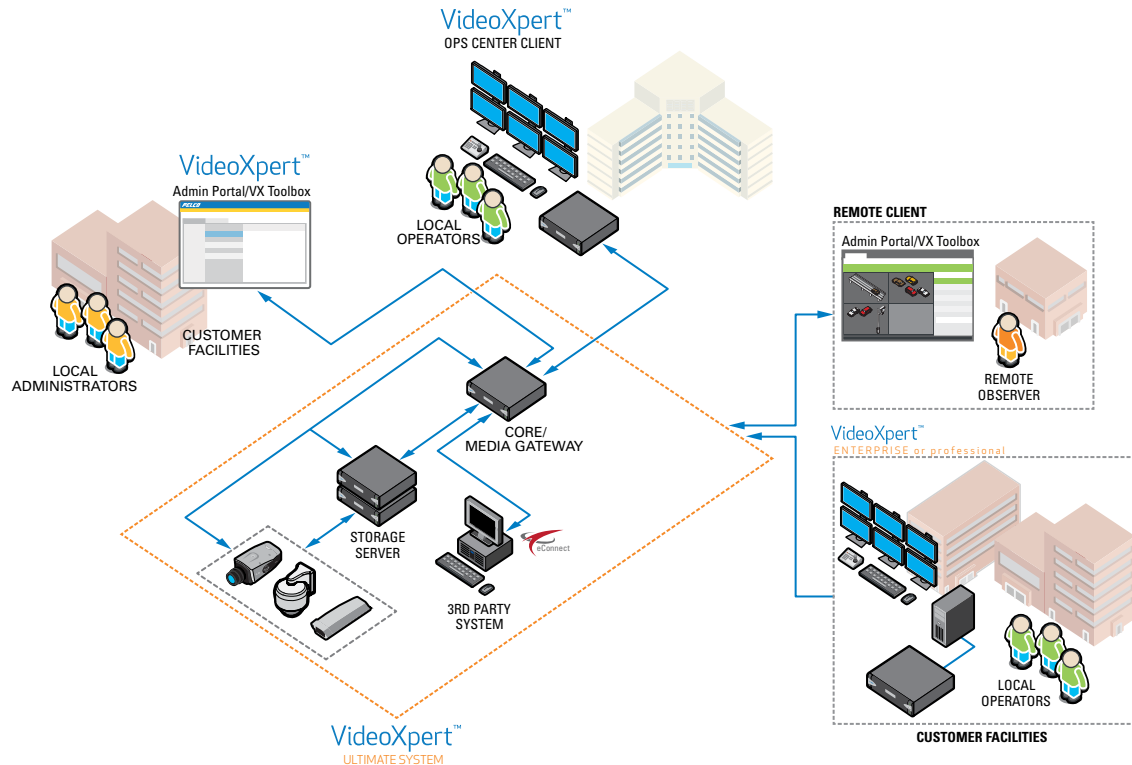 VideoXpert™
OPS CENTER CLIENT
LOCAL
OPERATORS
VideoXpert™
Admin Portal/VX Toolbox
PELCO
CUSTOMER
FACILITIES
LOCAL
ADMINISTRATORS
REMOTE CLIENT
Admin Portal/VX Toolbox
REMOTE
OBSERVER
CORE/
MEDIA GATEWAY
STORAGE
SERVER
eConnect
3RD PARTY
SYSTEM
VideoXpert™
ENTERPRISE or professional
LOCAL
OPERATORS
CUSTOMER FACILITIES
VideoXpert™
ULTIMATE SYSTEM